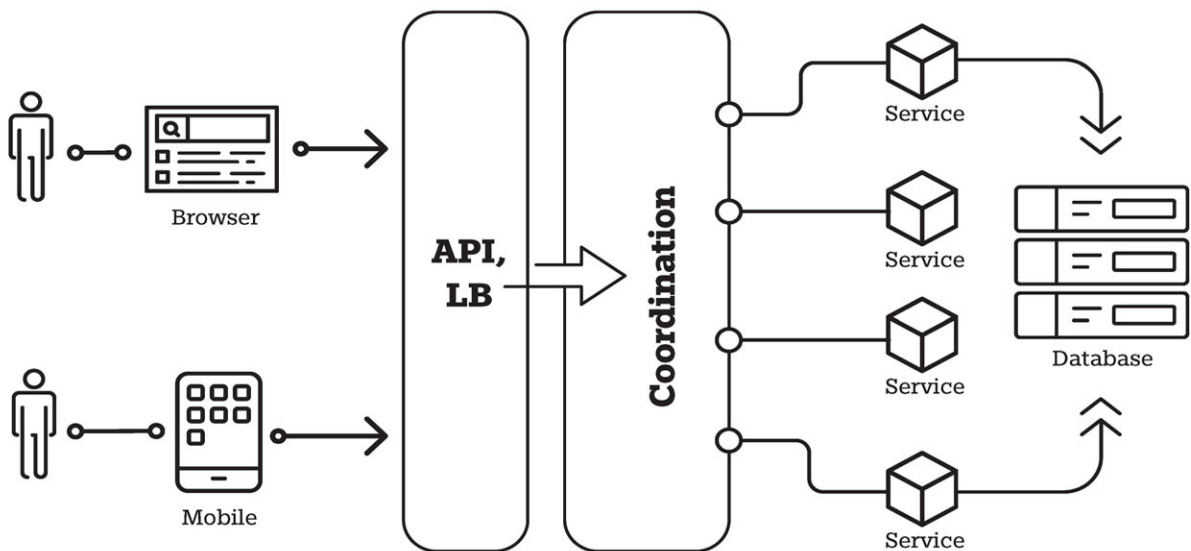 Browser
Mobile
API,
LB
Coordination
Service
Service
Service
Service
Database